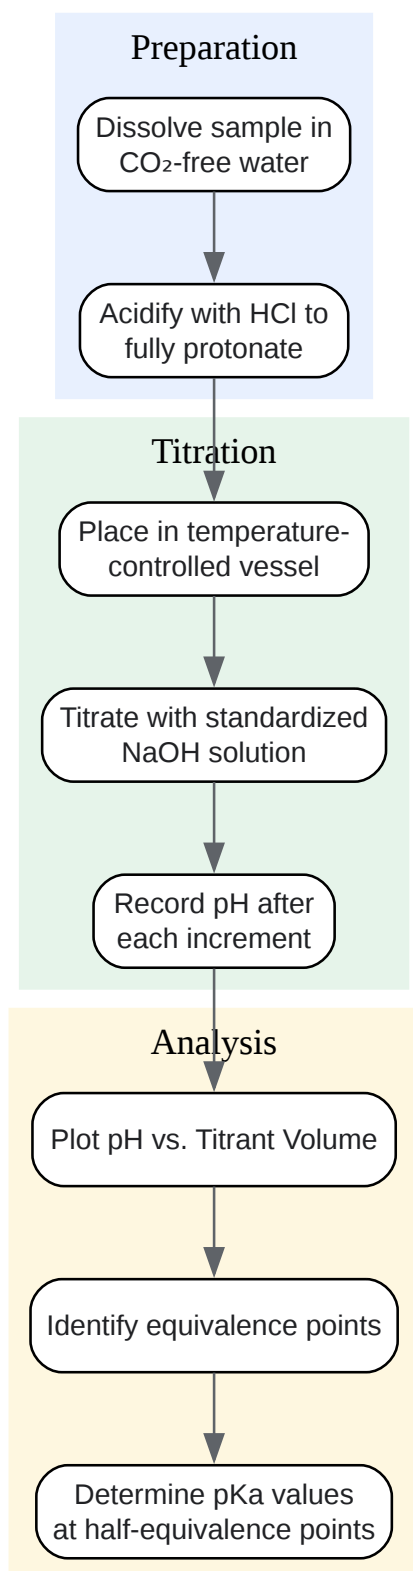 Preparation
Dissolve sample in
CO₂-free water
Acidify with HCl to
fully protonate
Titration
Place in temperature-
controlled vessel
Titrate with standardized
NaOH solution
Record pH after
each increment
Analysis
Plot pH vs. Titrant Volume
Identify equivalence points
Determine pKa values
at half-equivalence points